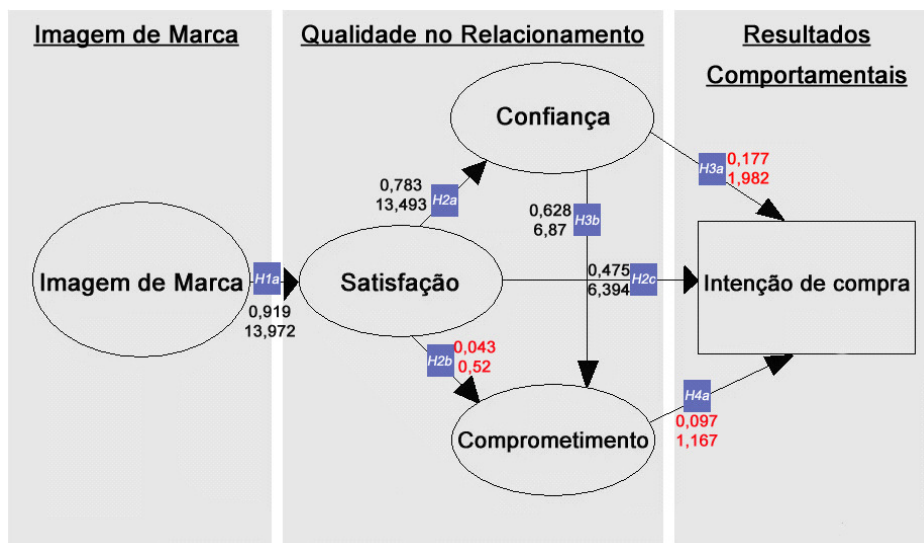 Imagem de Marca
Qualidade no Relacionamento
Resultados
Comportamentais
Confiança
H3a
0,177
1,982
0,783
13,493
H2a
0,628
6,87
H3b
Imagem de Marca
H1a
0,919
13,972
Satisfação
0,475
6,394
H2c
Intenção de compra
H2b
0,043
0,52
Comprometimento
H4a
0,097
1,167